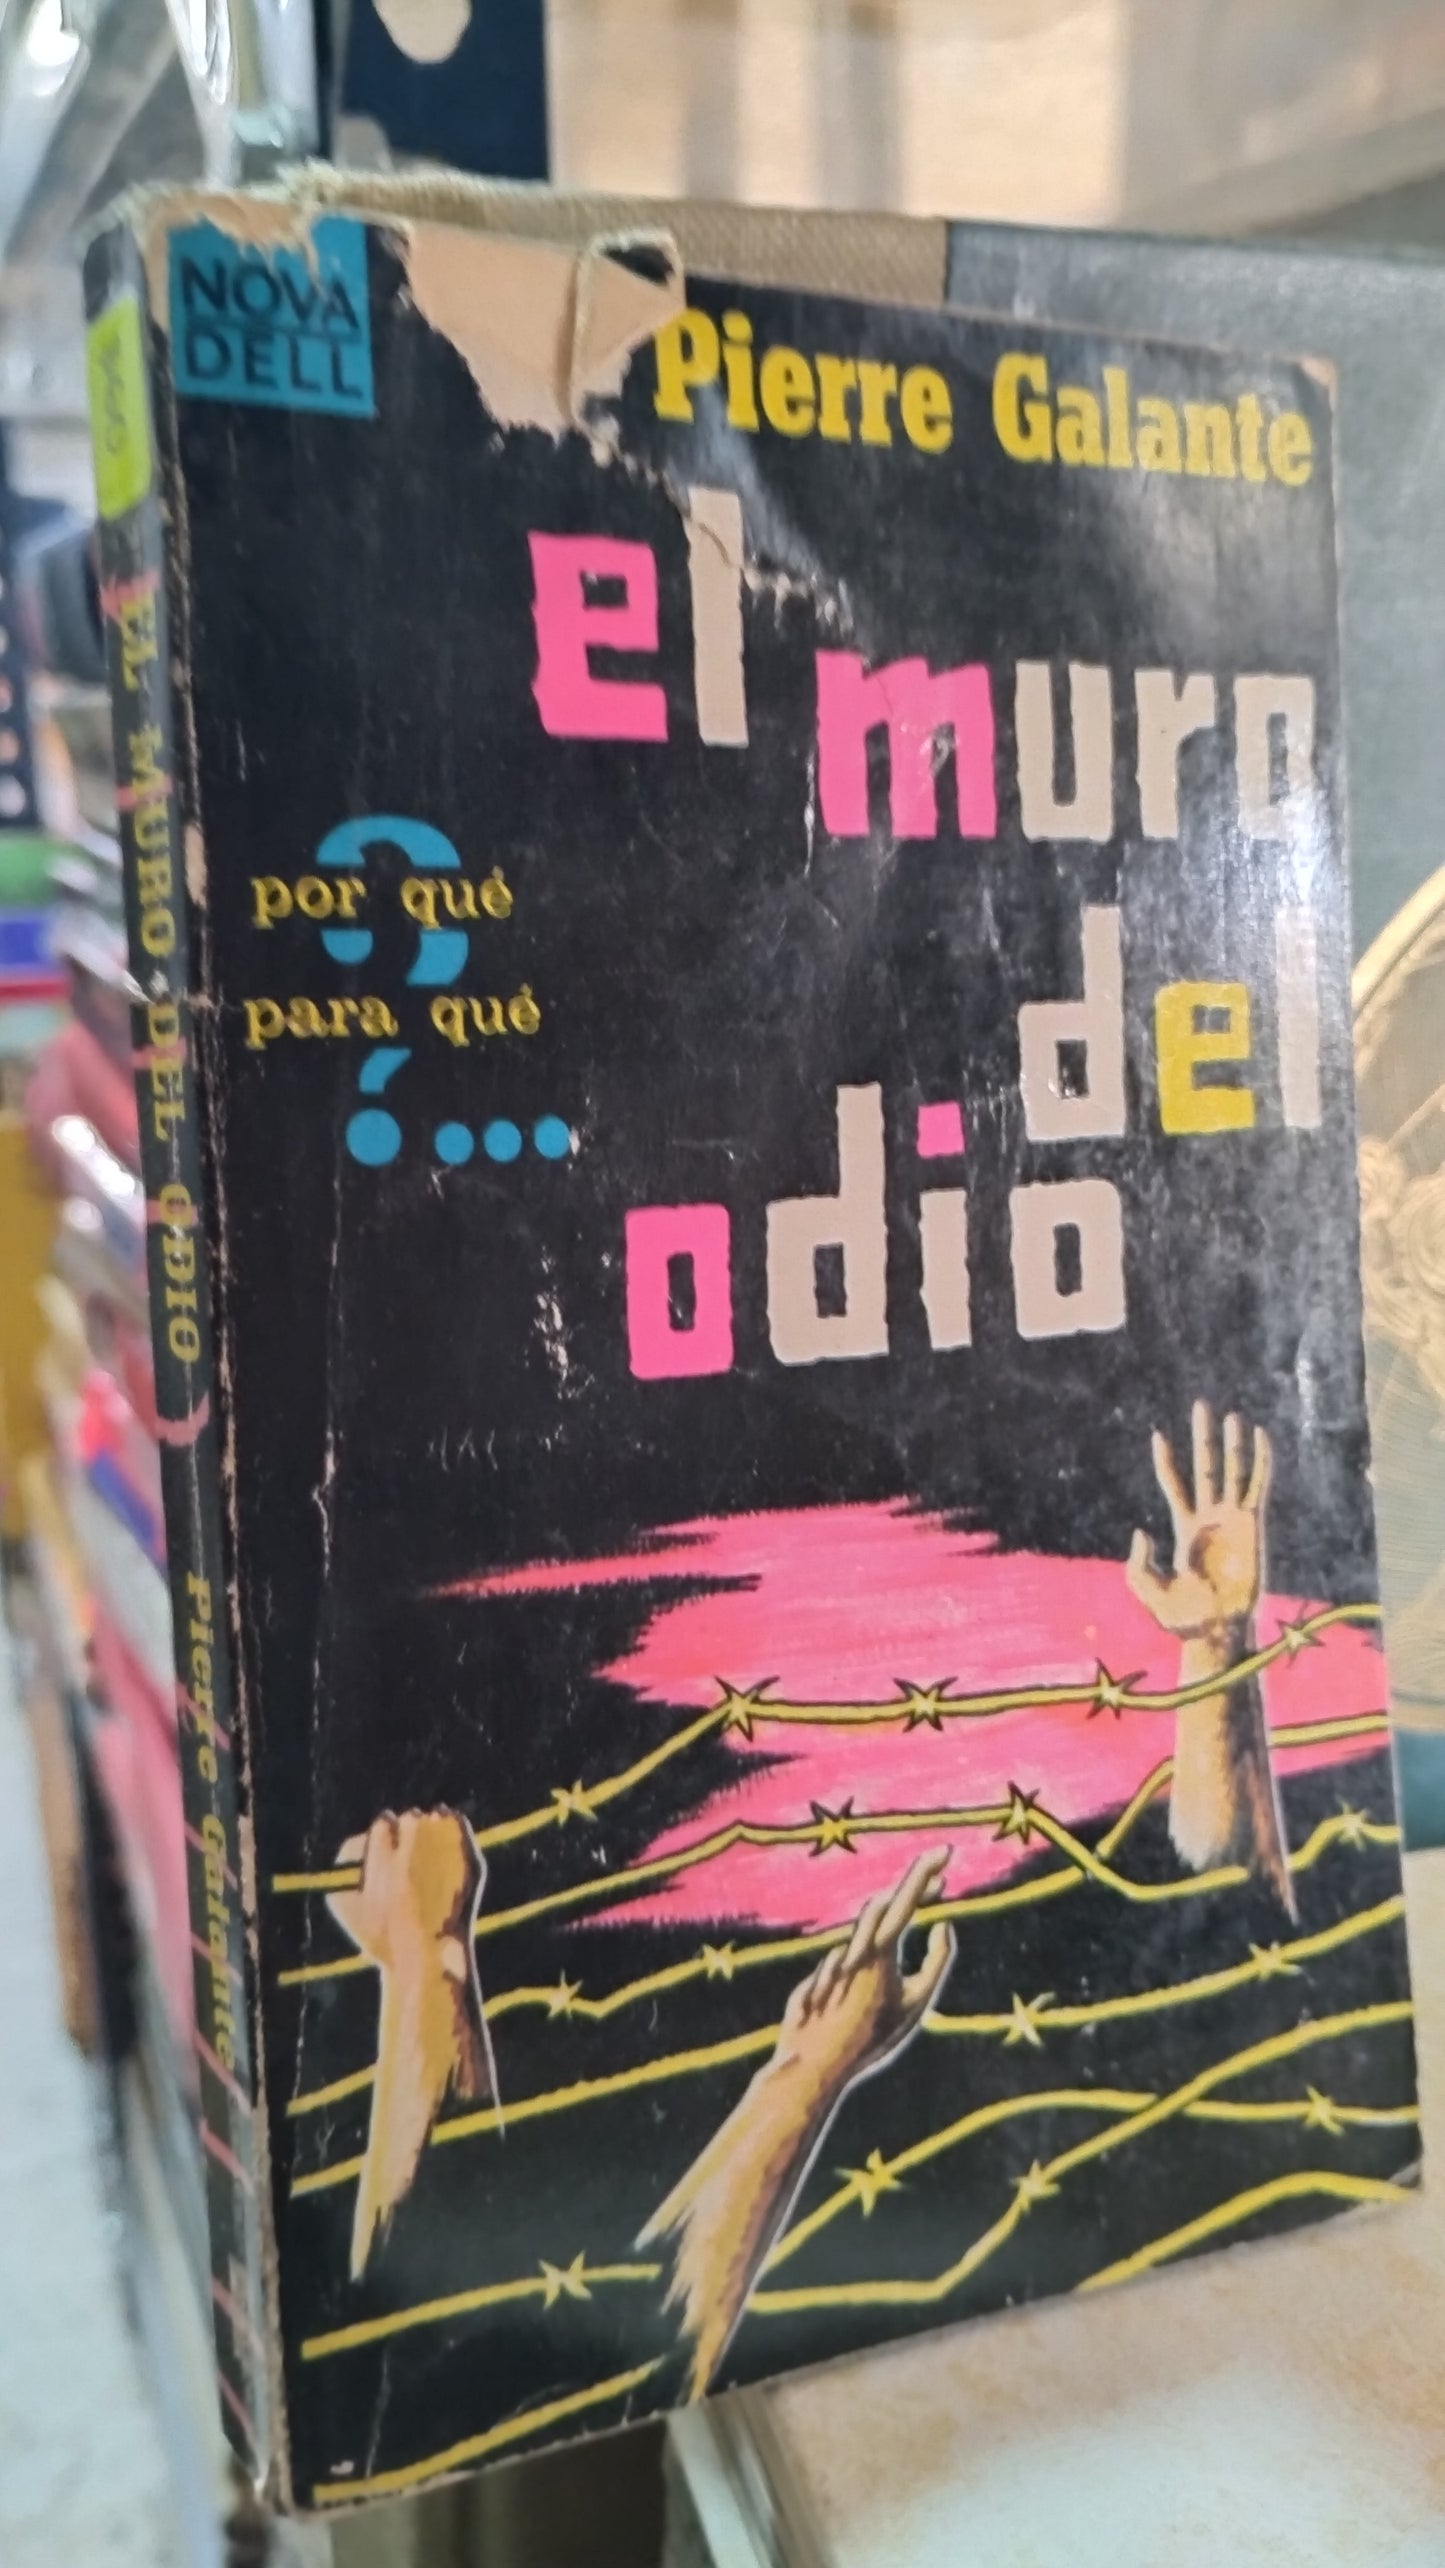 NOVA
DELL
Pierre Galante
el muro
del
odio
por qué
para qué
?...
EL MURO DEL ODIO Pierre Galante